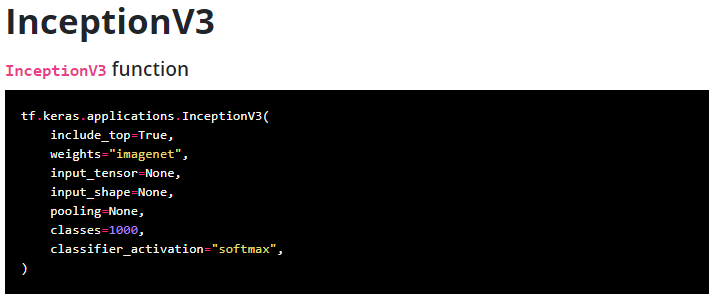 InceptionV3
InceptionV3 function
tf.keras.applications.InceptionV3(
    include_top=True,
    weights="imagenet",
    input_tensor=None,
    input_shape=None,
    pooling=None,
    classes=1000,
    classifier_activation="softmax",
)